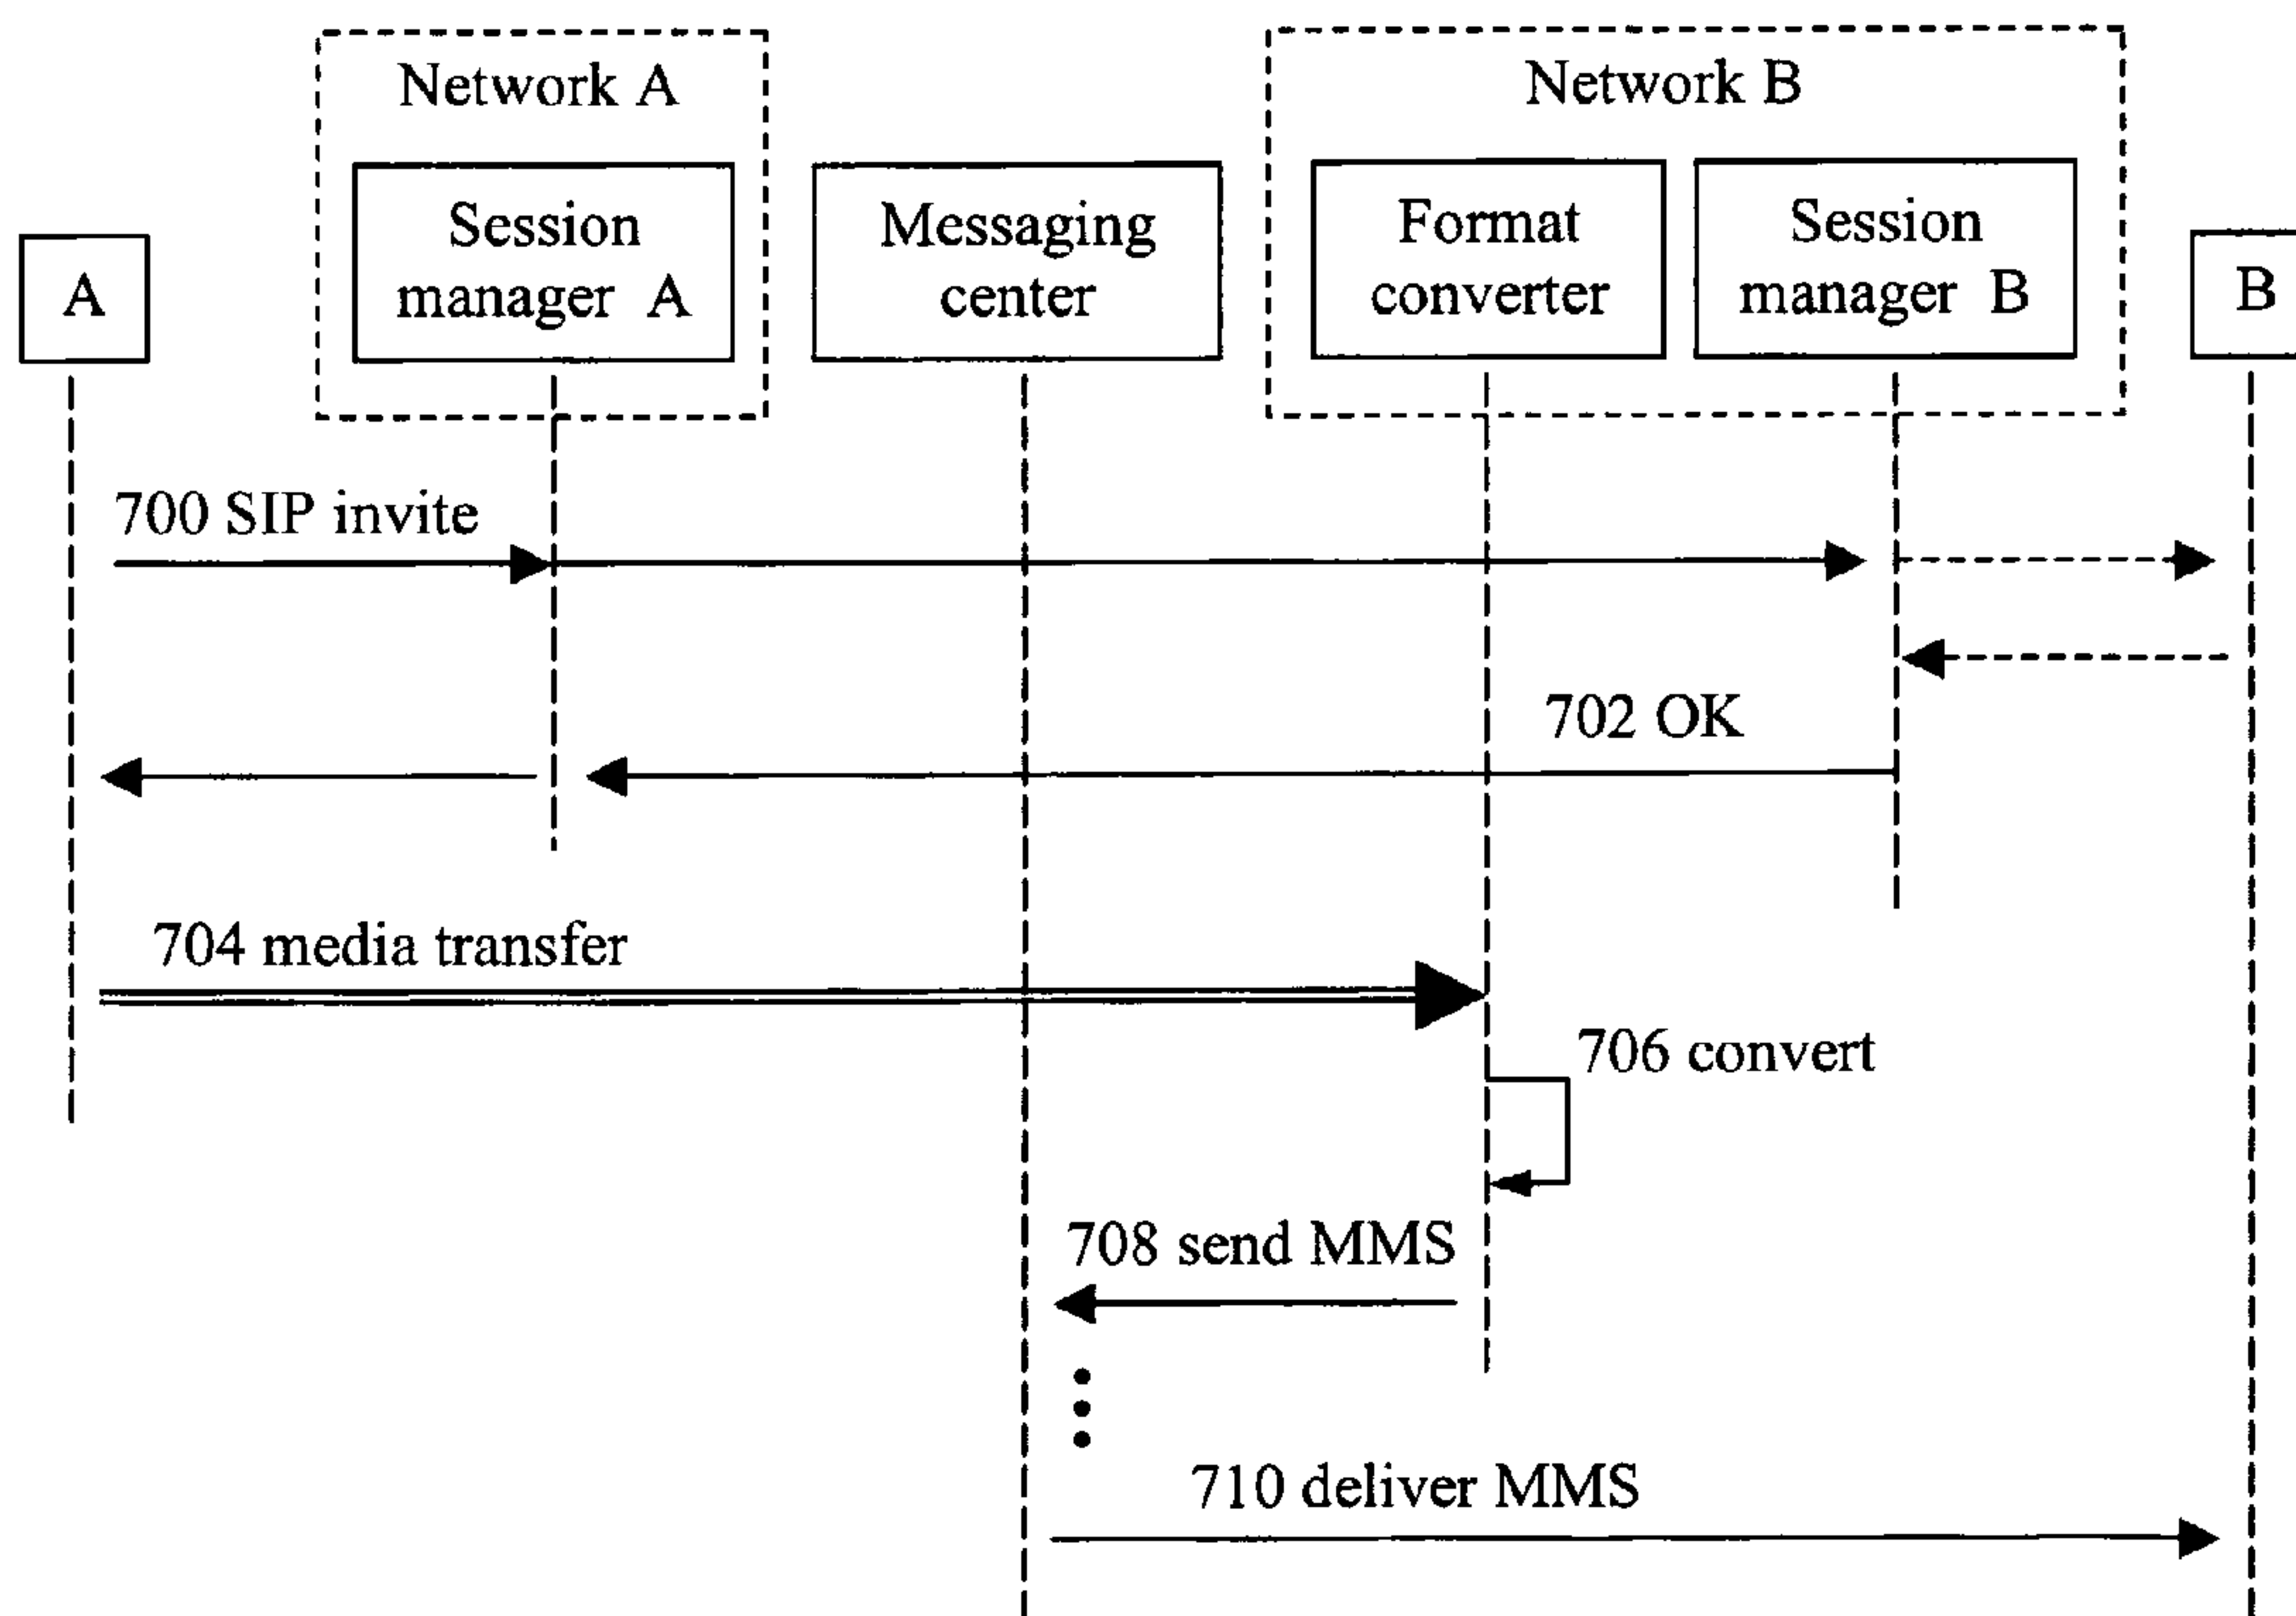 Network A
Network B
Session
manager A
Messaging
center
Format
converter
Session
manager B
A
B
700 SIP invite
702 OK
704 media transfer
706 convert
708 send MMS
710 deliver MMS